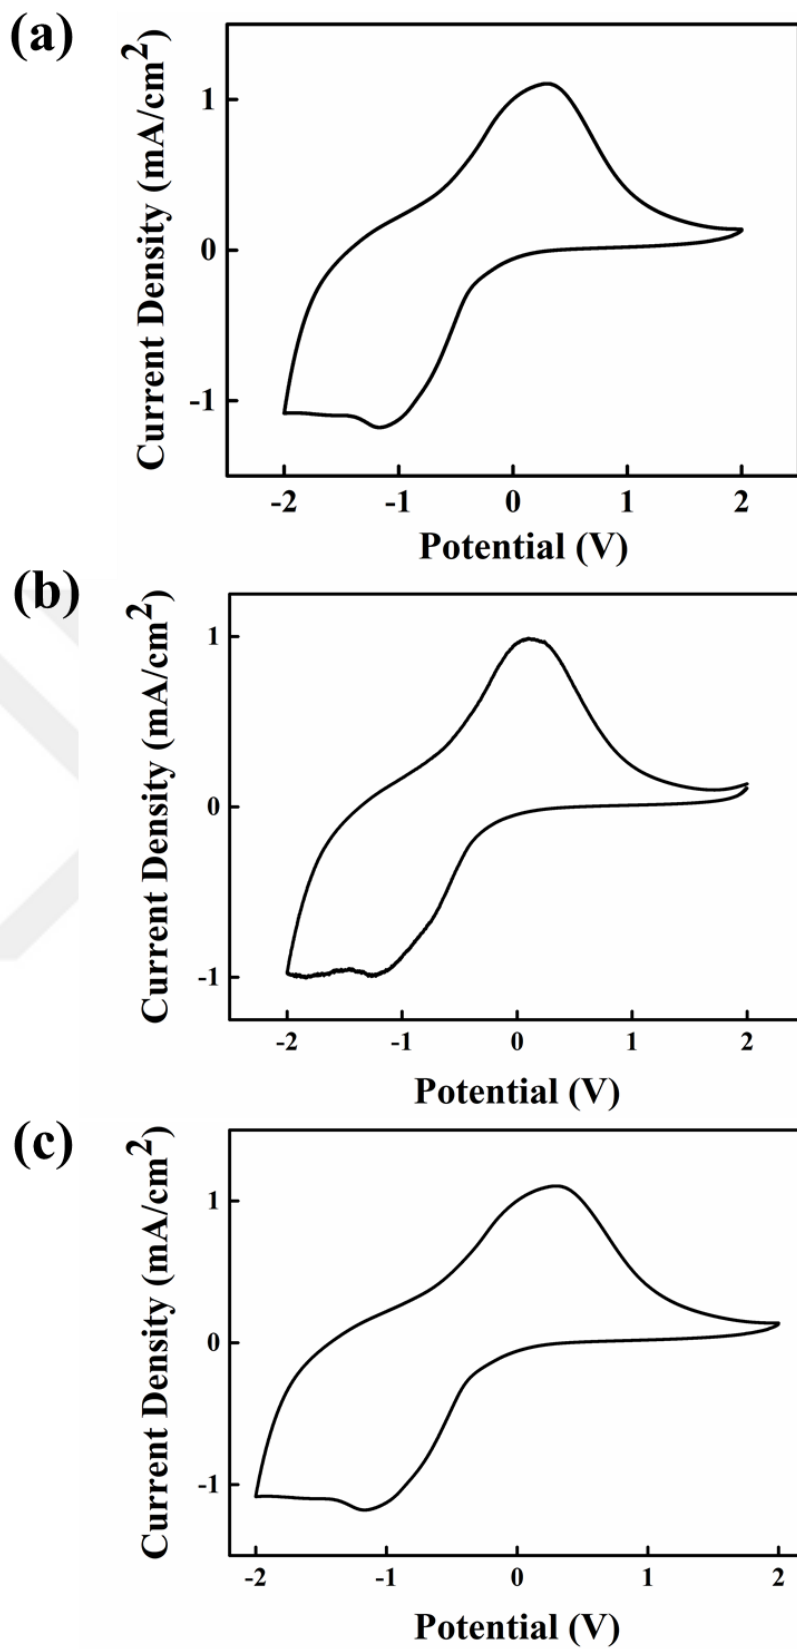 (a)
Current Density (mA/cm²)
1
0
-1
-2 -1 0 1 2
Potential (V)
(b)
Current Density (mA/cm²)
1
0
-1
-2 -1 0 1 2
Potential (V)
(c)
Current Density (mA/cm²)
1
0
-1
-2 -1 0 1 2
Potential (V)